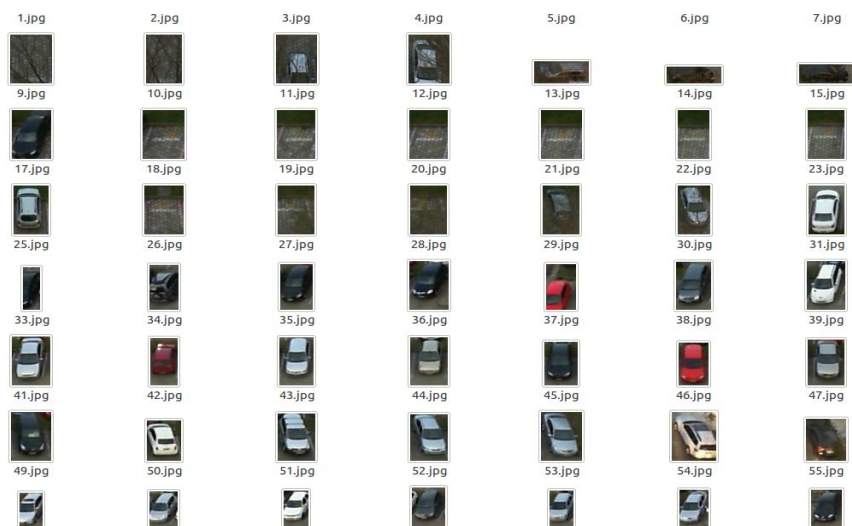 1.jpg 2.jpg 3.jpg 4.jpg 5.jpg 6.jpg 7.jpg
9.jpg 10.jpg 11.jpg 12.jpg 13.jpg 14.jpg 15.jpg
17.jpg 18.jpg 19.jpg 20.jpg 21.jpg 22.jpg 23.jpg
25.jpg 26.jpg 27.jpg 28.jpg 29.jpg 30.jpg 31.jpg
33.jpg 34.jpg 35.jpg 36.jpg 37.jpg 38.jpg 39.jpg
41.jpg 42.jpg 43.jpg 44.jpg 45.jpg 46.jpg 47.jpg
49.jpg 50.jpg 51.jpg 52.jpg 53.jpg 54.jpg 55.jpg